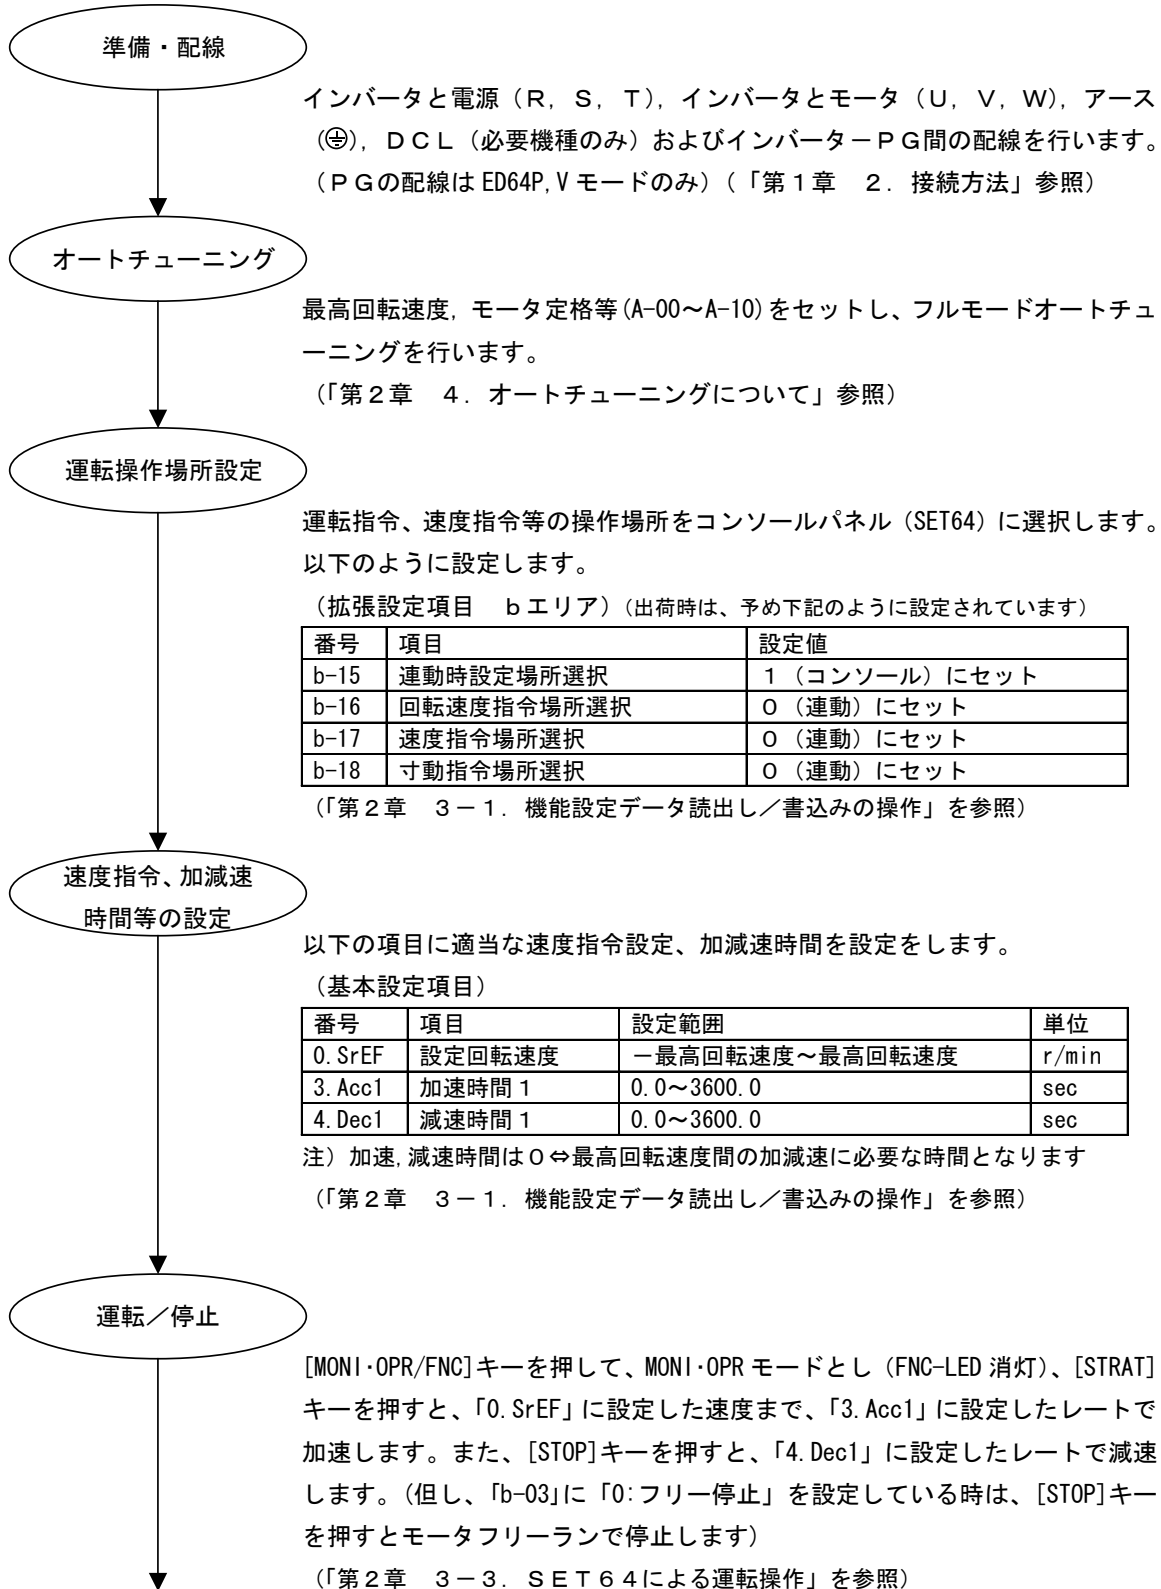 準備・配線
インバータと電源（Ｒ，Ｓ，Ｔ），インバータとモータ（Ｕ，Ｖ，Ｗ），アース
（⏚），ＤＣＬ（必要機種のみ）およびインバータ－ＰＧ間の配線を行います。
（ＰＧの配線は ED64P,V モードのみ）（「第１章　２．接続方法」参照）
オートチューニング
最高回転速度，モータ定格等(A-00～A-10)をセットし、フルモードオートチュ
ーニングを行います。
（「第２章　４．オートチューニングについて」参照）
運転操作場所設定
運転指令、速度指令等の操作場所をコンソールパネル（SET64）に選択します。
以下のように設定します。
（拡張設定項目　ｂエリア）（出荷時は、予め下記のように設定されています）
番号 項目 設定値
b-15 連動時設定場所選択 １（コンソール）にセット
b-16 回転速度指令場所選択 ０（連動）にセット
b-17 速度指令場所選択 ０（連動）にセット
b-18 寸動指令場所選択 ０（連動）にセット
（「第２章　３－１．機能設定データ読出し／書込みの操作」を参照）
速度指令、加減速
時間等の設定
以下の項目に適当な速度指令設定、加減速時間を設定をします。
（基本設定項目）
番号 項目 設定範囲 単位
0.SrEF 設定回転速度 －最高回転速度～最高回転速度 r/min
3.Acc1 加速時間１ 0.0～3600.0 sec
4.Dec1 減速時間１ 0.0～3600.0 sec
注）加速,減速時間は０⇔最高回転速度間の加減速に必要な時間となります
（「第２章　３－１．機能設定データ読出し／書込みの操作」を参照）
運転／停止
[MONI・OPR/FNC]キーを押して、MONI・OPR モードとし（FNC-LED 消灯）、[STRAT]
キーを押すと、「0.SrEF」に設定した速度まで、「3.Acc1」に設定したレートで
加速します。また、[STOP]キーを押すと、「4.Dec1」に設定したレートで減速
します。（但し、「b-03」に「0:フリー停止」を設定している時は、[STOP]キー
を押すとモータフリーランで停止します）
（「第２章　３－３．ＳＥＴ６４による運転操作」を参照）